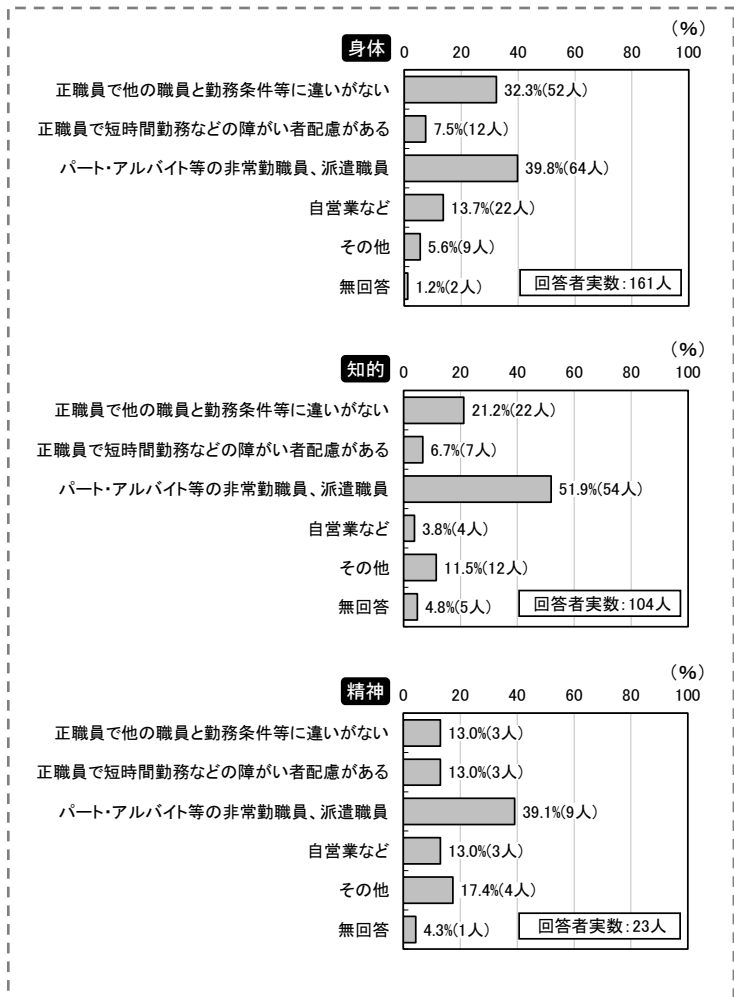 (%)
身体 0 20 40 60 80 100
正職員で他の職員と勤務条件等に違いがない 32.3%(52人)
正職員で短時間勤務などの障がい者配慮がある 7.5%(12人)
パート・アルバイト等の非常勤職員、派遣職員 39.8%(64人)
自営業など 13.7%(22人)
その他 5.6%(9人)
無回答 1.2%(2人) 回答者実数:161人
(%)
知的 0 20 40 60 80 100
正職員で他の職員と勤務条件等に違いがない 21.2%(22人)
正職員で短時間勤務などの障がい者配慮がある 6.7%(7人)
パート・アルバイト等の非常勤職員、派遣職員 51.9%(54人)
自営業など 3.8%(4人)
その他 11.5%(12人)
無回答 4.8%(5人) 回答者実数:104人
(%)
精神 0 20 40 60 80 100
正職員で他の職員と勤務条件等に違いがない 13.0%(3人)
正職員で短時間勤務などの障がい者配慮がある 13.0%(3人)
パート・アルバイト等の非常勤職員、派遣職員 39.1%(9人)
自営業など 13.0%(3人)
その他 17.4%(4人)
無回答 4.3%(1人) 回答者実数:23人